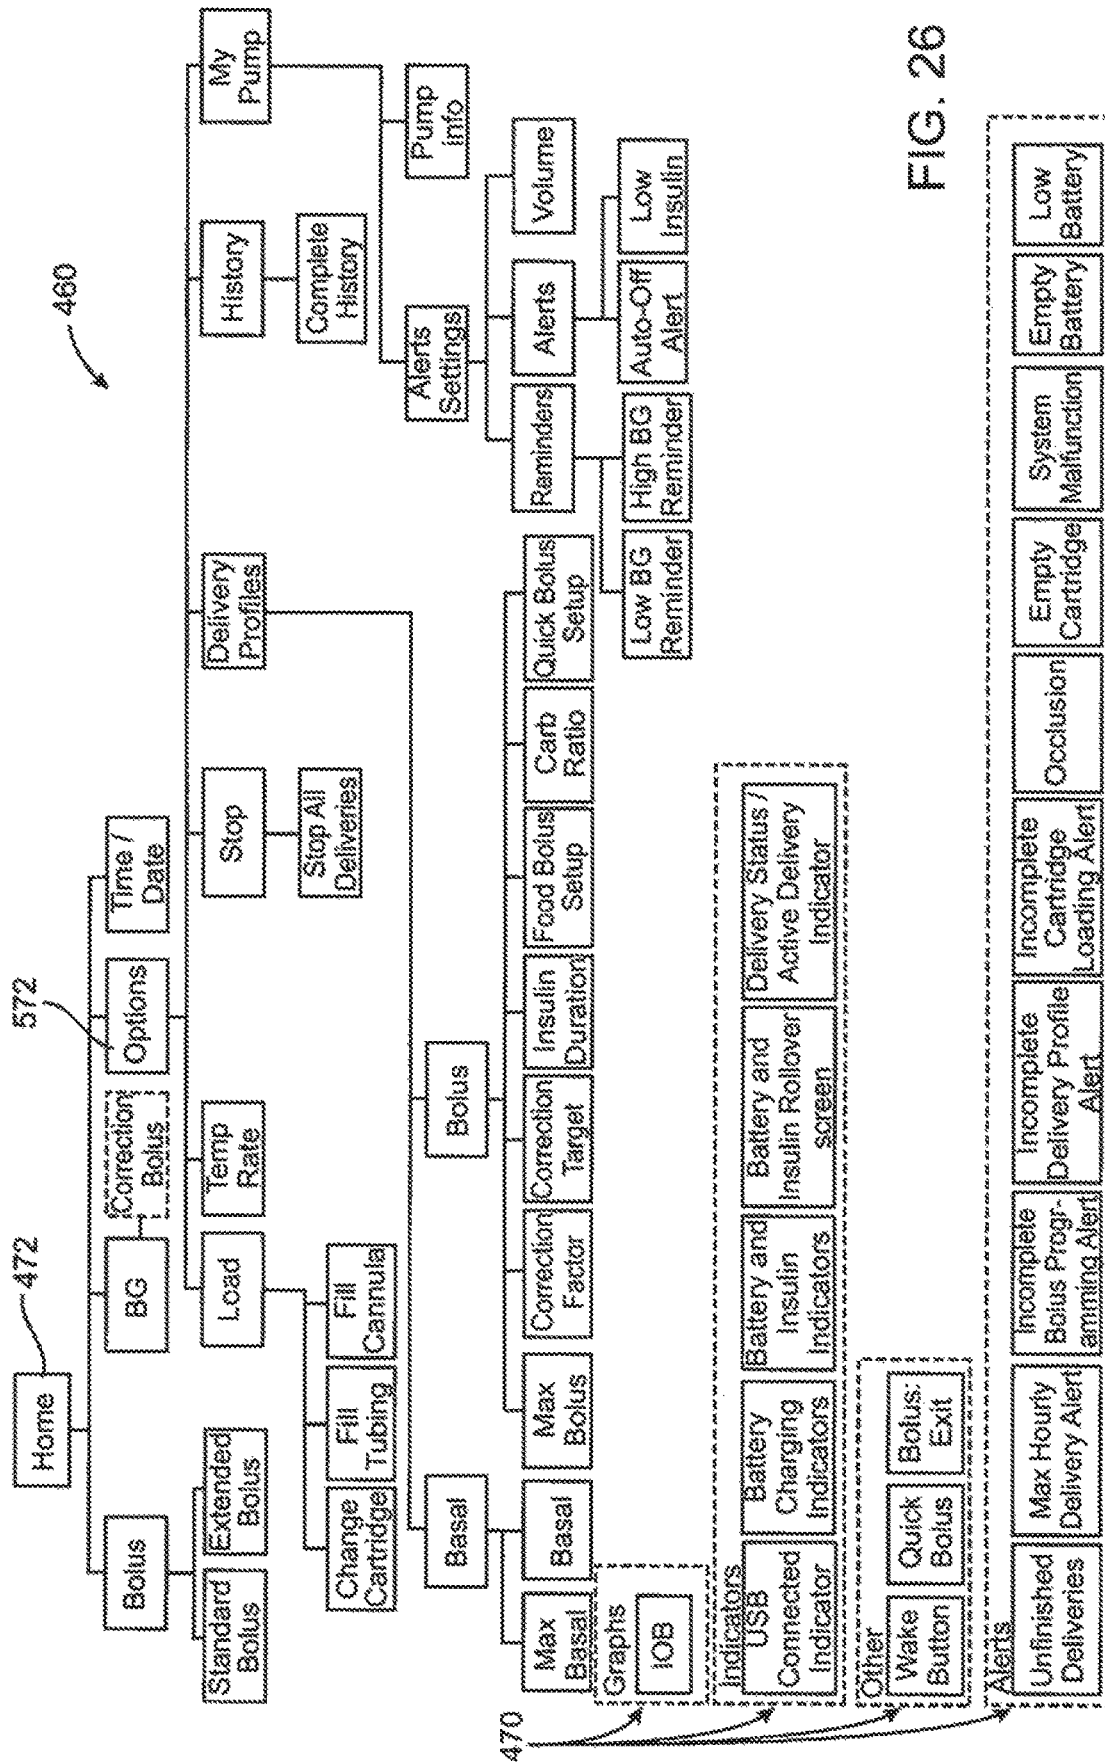 460
572
Home
472
Bolus
BG
Correction
Bolus
Options
Time /
Date
Standard
Bolus
Extended
Bolus
Load
Temp
Rate
Stop
Delivery
Profiles
History
My
Pump
Change
Cartridge
Fill
Tubing
Fill
Cannula
Stop All
Deliveries
Complete
History
Basal
Bolus
Alerts
Settings
Pump
info
Max
Basal
Basal
Max
Bolus
Correction
Factor
Correction
Target
Insulin
Duration
Food Bolus
Setup
Carb
Ratio
Quick Bolus
Setup
Reminders
Alerts
Volume
Low BG
Reminder
High BG
Reminder
Auto-Off
Alert
Low
Insulin
Graphs
IOB
Indicators
USB
Connected
Indicator
Battery
Charging
Indicators
Battery and
Insulin
Indicators
Battery and
Insulin Rollover
screen
Delivery Status /
Active Delivery
Indicator
470
Other
Wake
Button
Quick
Bolus
Bolus:
Exit
FIG. 26
Alerts
Unfinished
Deliveries
Max Hourly
Delivery Alert
Incomplete
Bolus Progr-
amming Alert
Incomplete
Delivery Profile
Alert
Incomplete
Cartridge
Loading Alert
Occlusion
Empty
Cartridge
System
Malfunction
Empty
Battery
Low
Battery